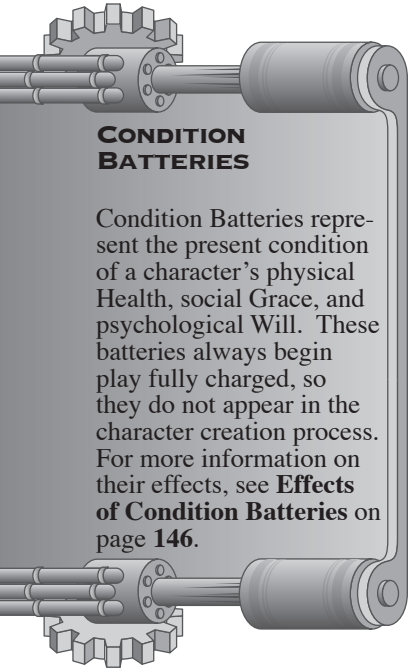 CONDITION
BATTERIES
Condition Batteries repre-
sent the present condition
of a character's physical
Health, social Grace, and
psychological Will.  These
batteries always begin
play fully charged, so
they do not appear in the
character creation process.
For more information on
their effects, see Effects
of Condition Batteries on
page 146.